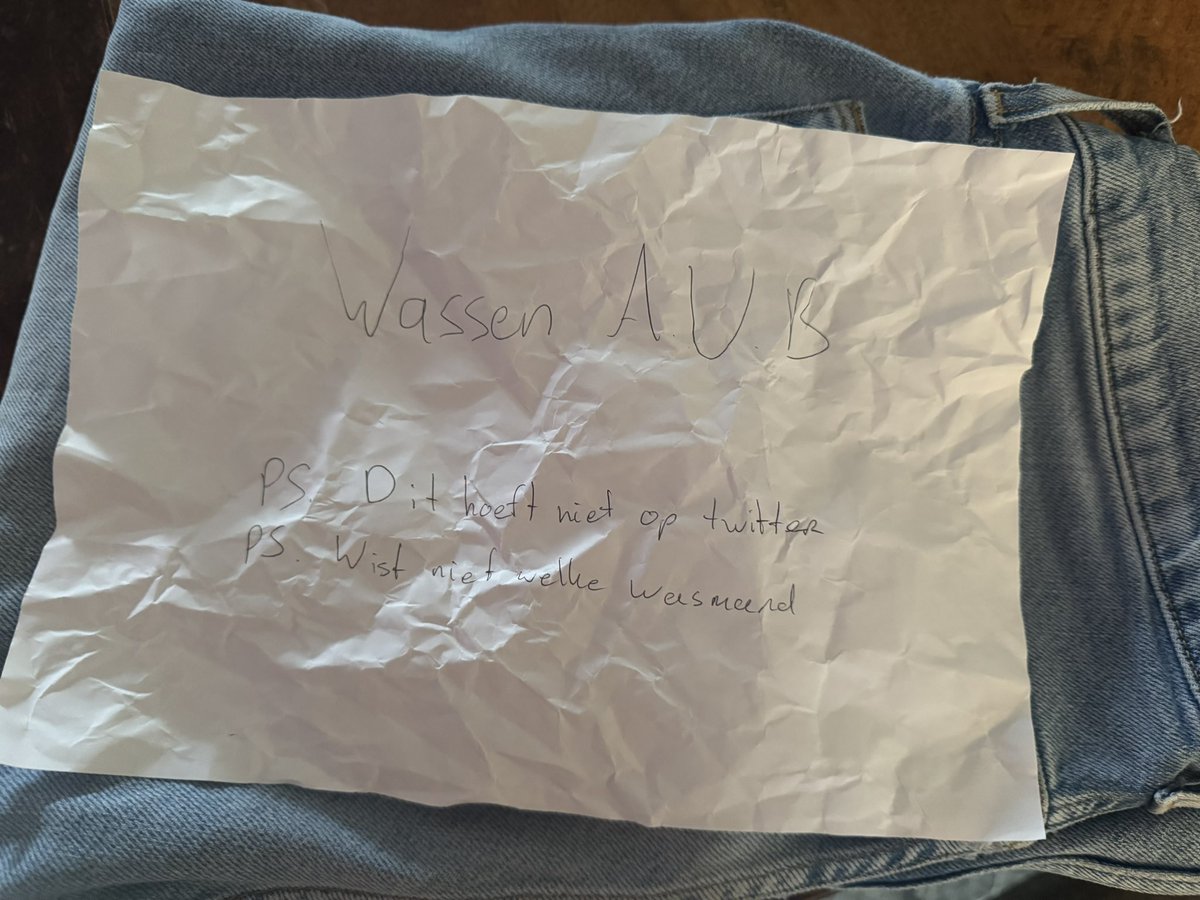 Wassen A.U.B
PS. Dit hoeft niet op twitter
PS. Wist niet welke wasmand